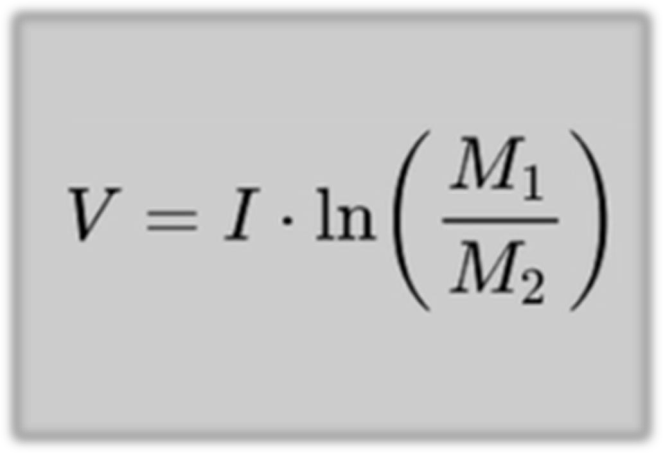 V = I · ln(M₁/M₂)